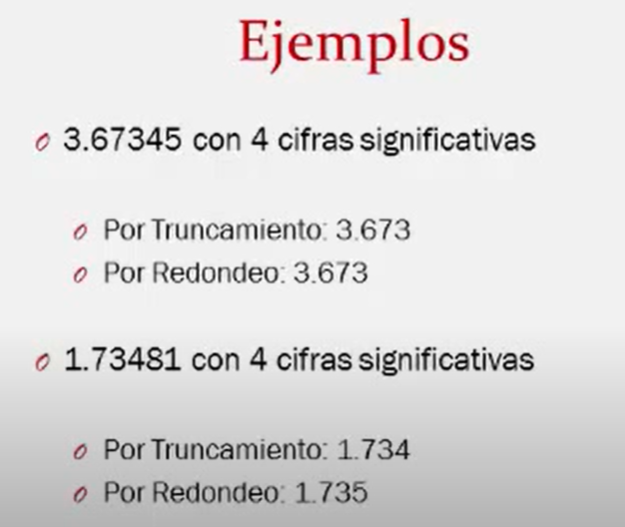 Ejemplos
3.67345 con 4 cifras significativas
Por Truncamiento: 3.673
Por Redondeo: 3.673
1.73481 con 4 cifras significativas
Por Truncamiento: 1.734
Por Redondeo: 1.735